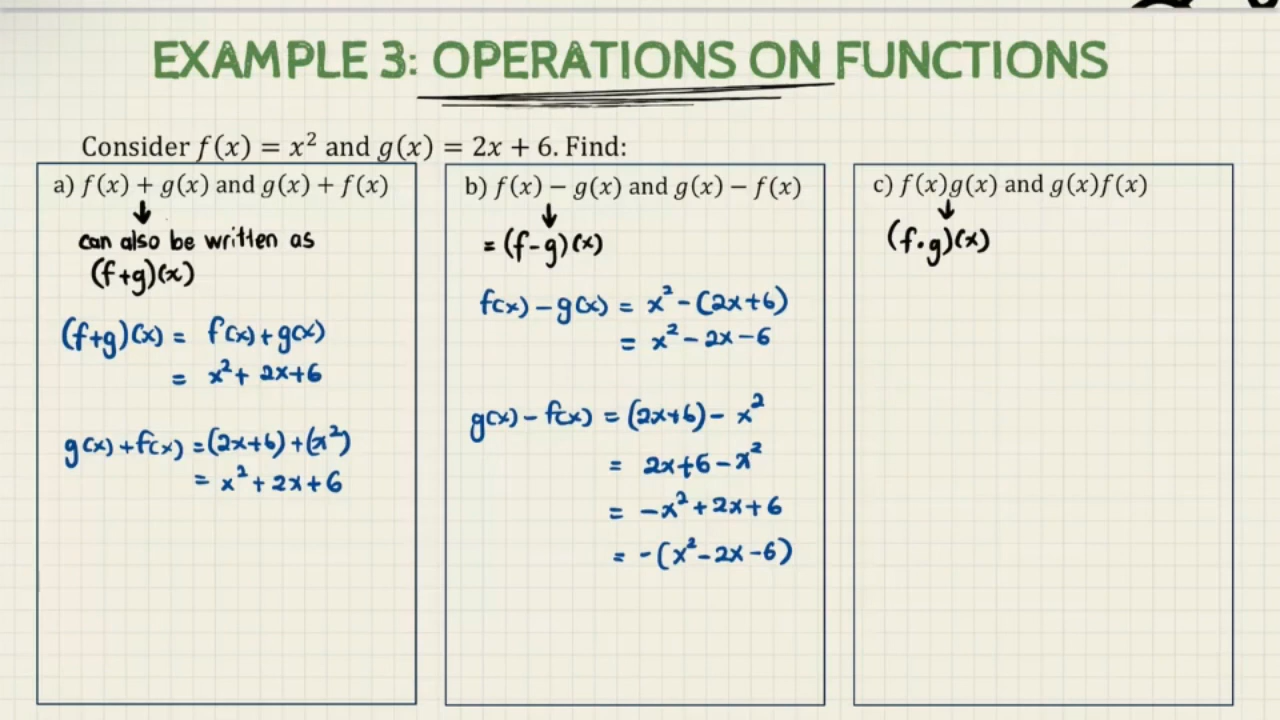 EXAMPLE 3: OPERATIONS ON FUNCTIONS
Consider f(x) = x² and g(x) = 2x + 6. Find:
a) f(x) + g(x) and g(x) + f(x)
↓
can also be written as
(f+g)(x)
(f+g)(x) = f(x)+g(x)
= x²+ 2x+6
g(x)+f(x) =(2x+6)+(x²)
= x²+2x+6
b) f(x) − g(x) and g(x) − f(x)
↓
= (f-g)(x)
f(x) - g(x) = x²-(2x+6)
= x²-2x-6
g(x) - f(x) = (2x+6) - x²
= 2x+6-x²
= -x²+2x+6
= -(x²-2x-6)
c) f(x)g(x) and g(x)f(x)
↓
(f·g)(x)